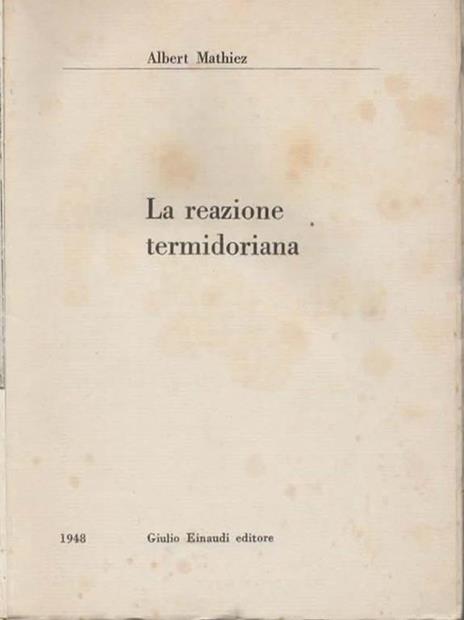 Albert Mathiez
La reazione
termidoriana
1948 Giulio Einaudi editore